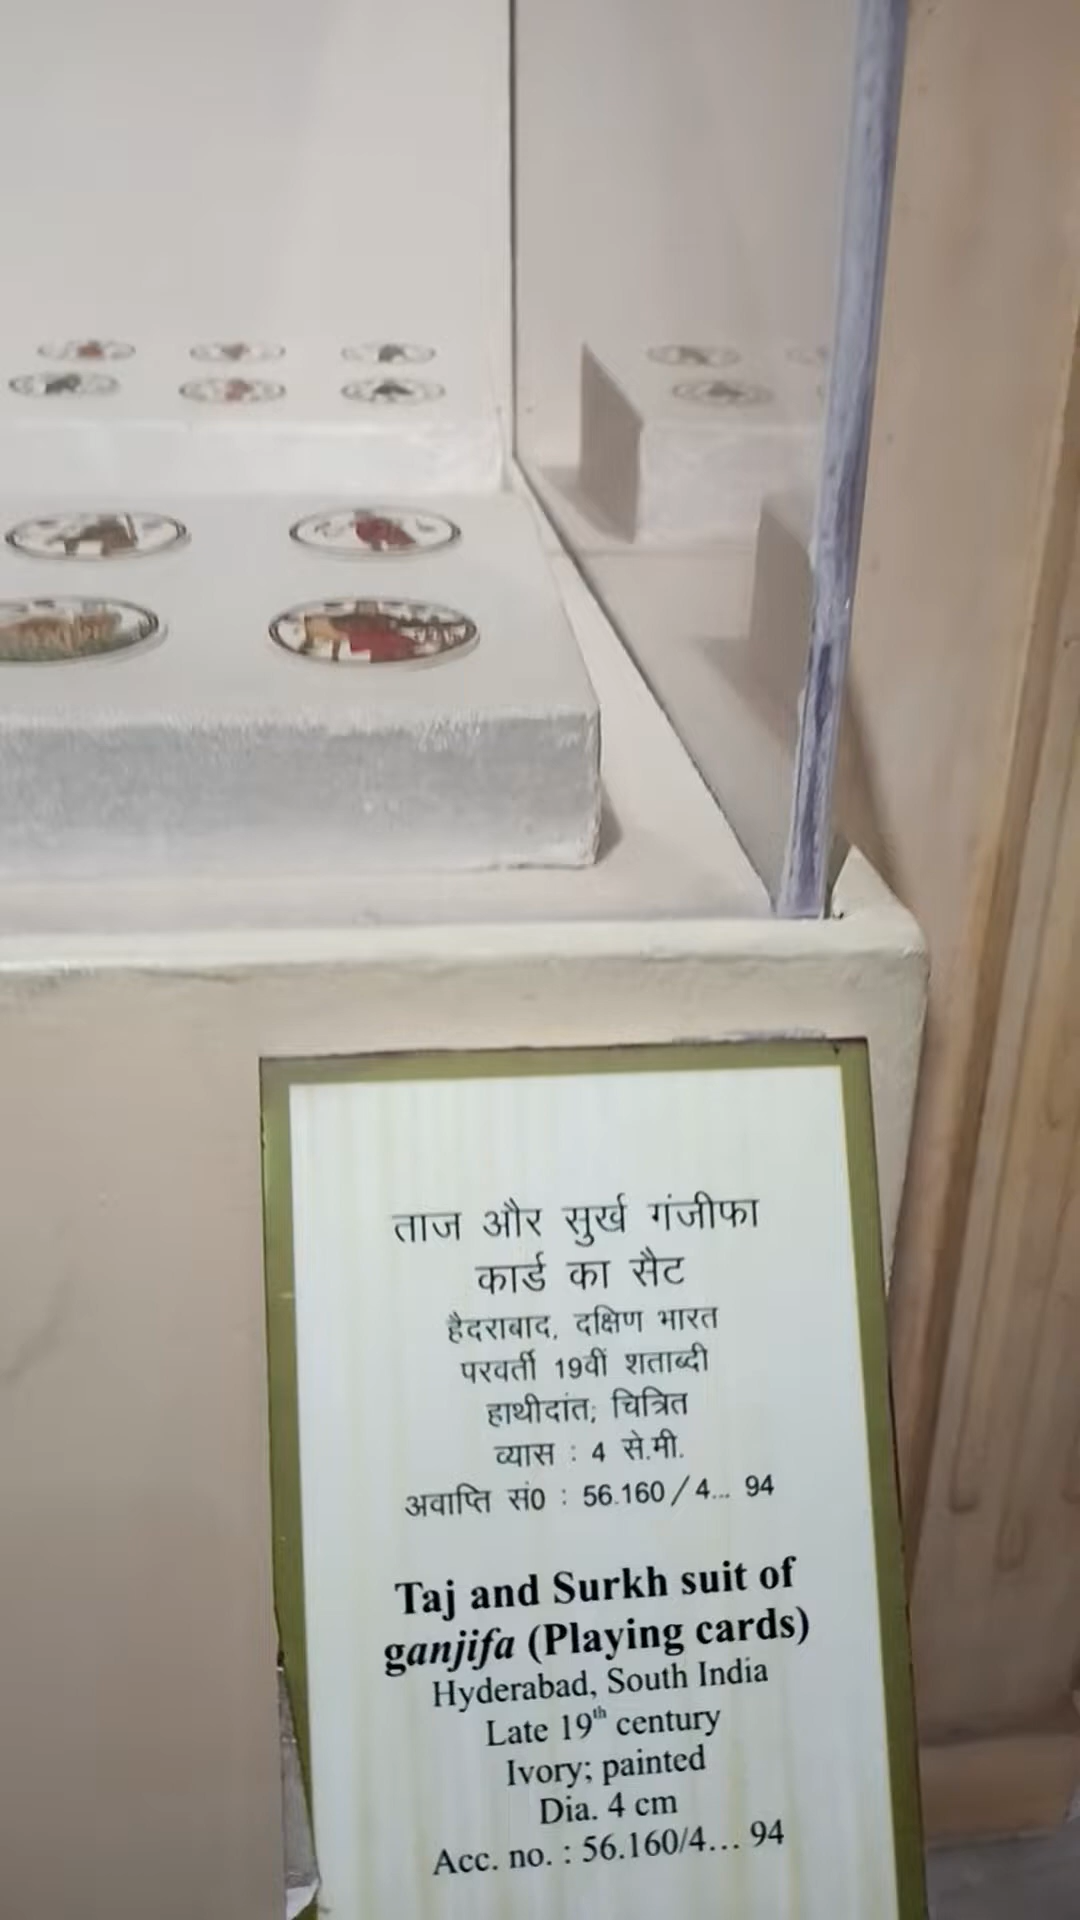 ताज और सुर्ख गंजीफा
कार्ड का सैट
हैदराबाद, दक्षिण भारत
परवर्ती 19वीं शताब्दी
हाथीदांत; चित्रित
व्यास : 4 से.मी.
अवाप्ति सं0 : 56.160/4... 94
Taj and Surkh suit of
ganjifa (Playing cards)
Hyderabad, South India
Late 19th century
Ivory; painted
Dia. 4 cm
Acc. no. : 56.160/4... 94